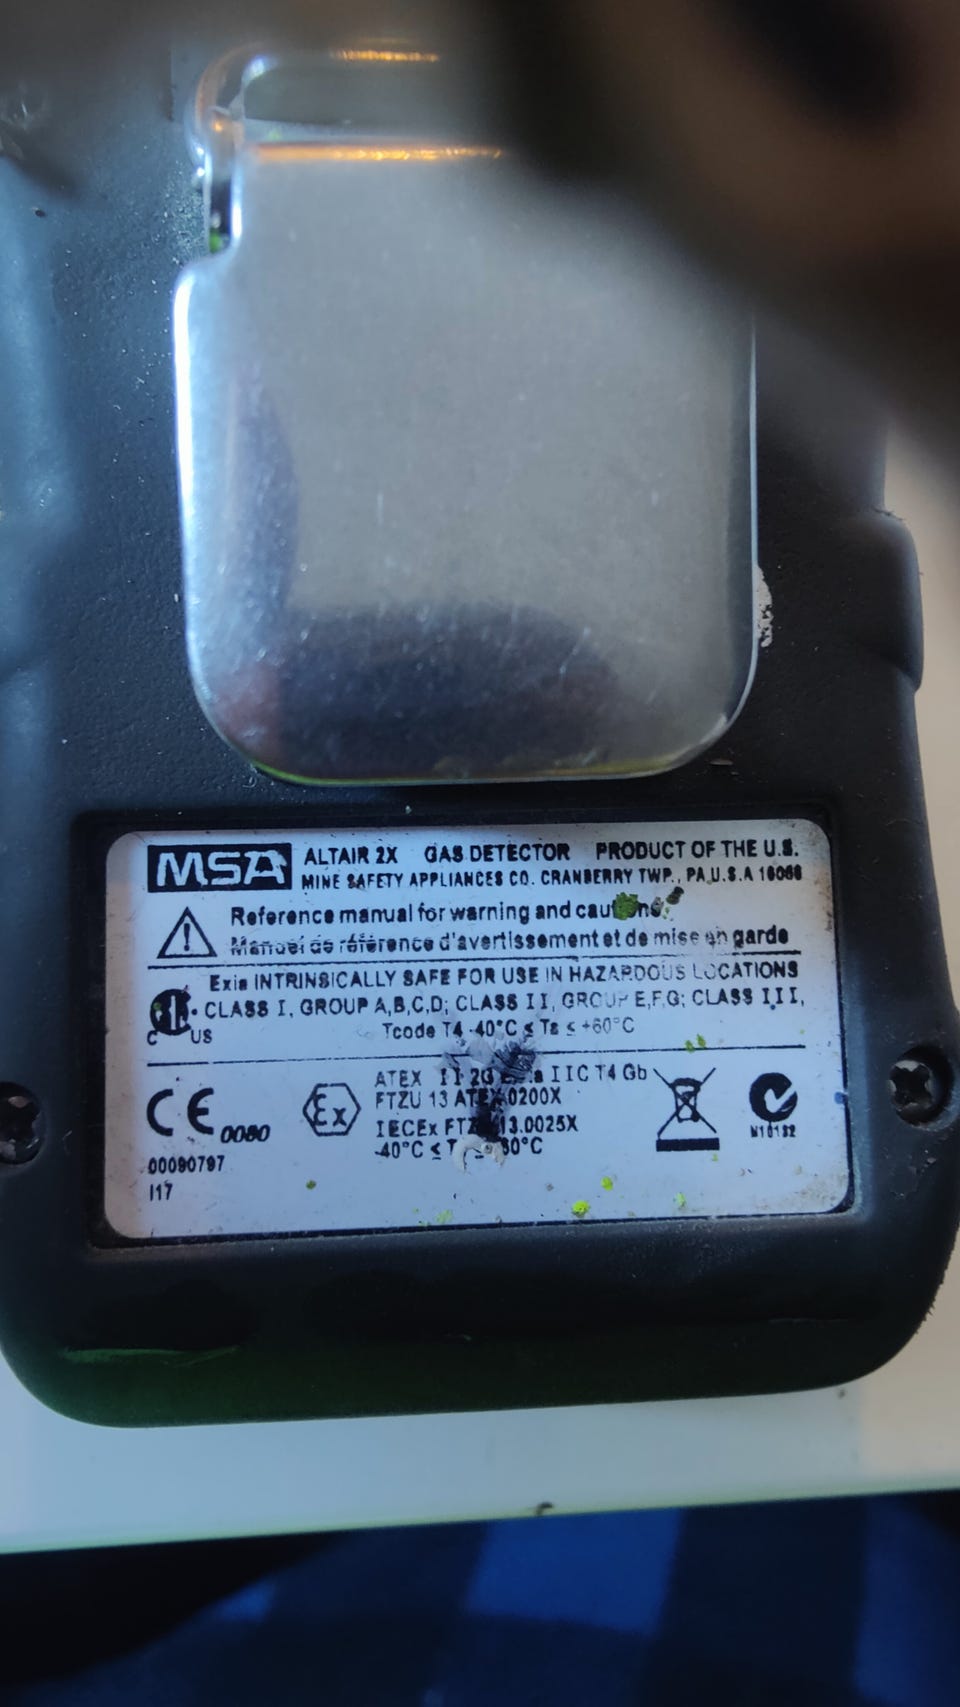 MSA ALTAIR 2X GAS DETECTOR PRODUCT OF THE U.S.
MINE SAFETY APPLIANCES CO. CRANBERRY TWP., PA U.S.A 16066
Reference manual for warning and cautions.
Manuel de référence d'avertissement et de mise en garde
Exia INTRINSICALLY SAFE FOR USE IN HAZARDOUS LOCATIONS
CLASS I, GROUP A,B,C,D; CLASS II, GROUP E,F,G; CLASS III,
C US
Tcode T4 -40°C ≤ Ta ≤ +60°C
ATEX II 2G IIC T4 Gb
FTZU 13 ATEX 0200X
IECEx 13.0025X
-40°C ≤ 60°C
CE 0080
Ex
N10132
00090797
I17